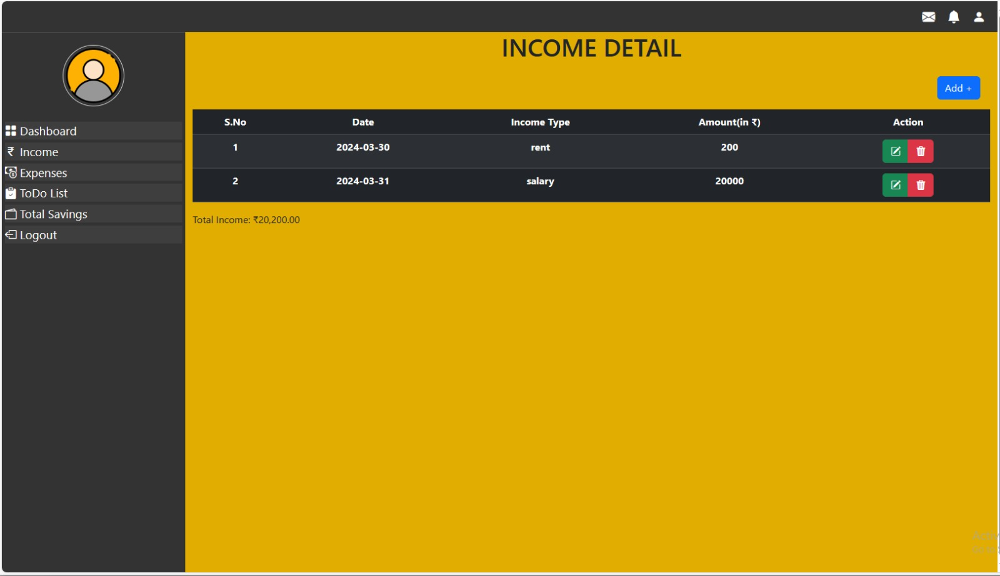 INCOME DETAIL
Add +
S.No Date Income Type Amount(in ₹) Action
1 2024-03-30 rent 200
2 2024-03-31 salary 20000
Total Income: ₹20,200.00
Dashboard
₹ Income
Expenses
ToDo List
Total Savings
Logout